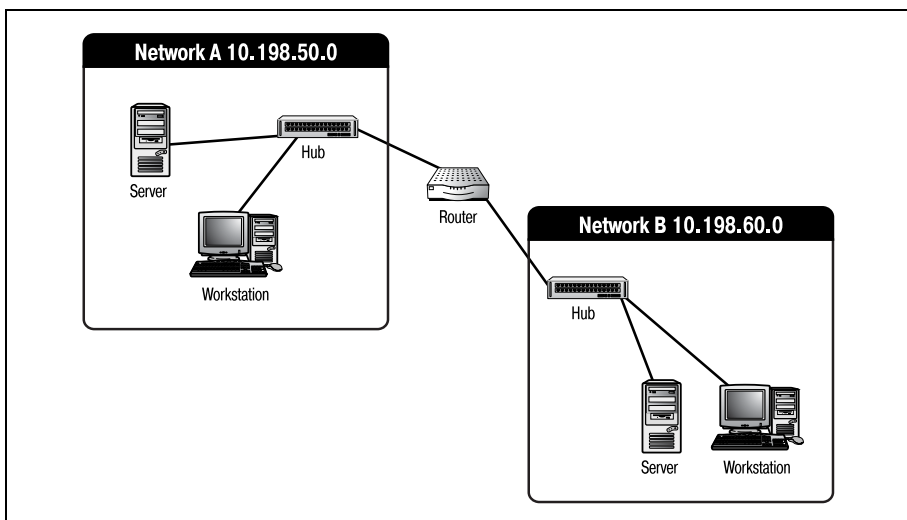 Network A 10.198.50.0
Hub
Server
Workstation
Router
Network B 10.198.60.0
Hub
Server
Workstation